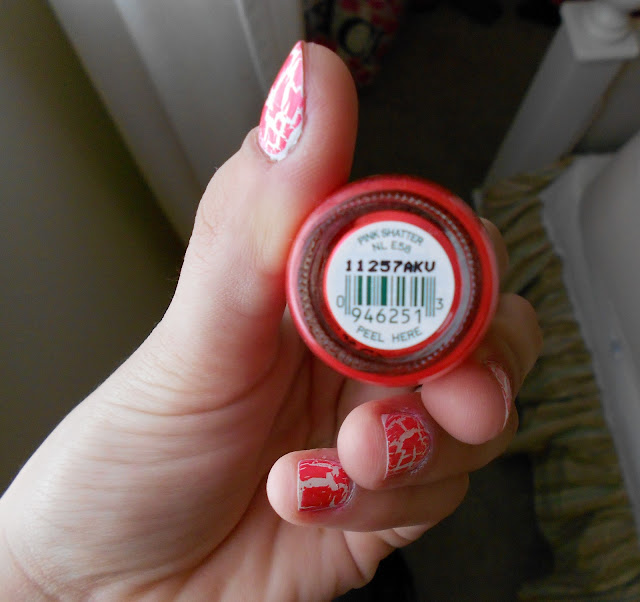 PINK SHATTER
NL E58
11257AKU
0 946251 3
PEEL HERE